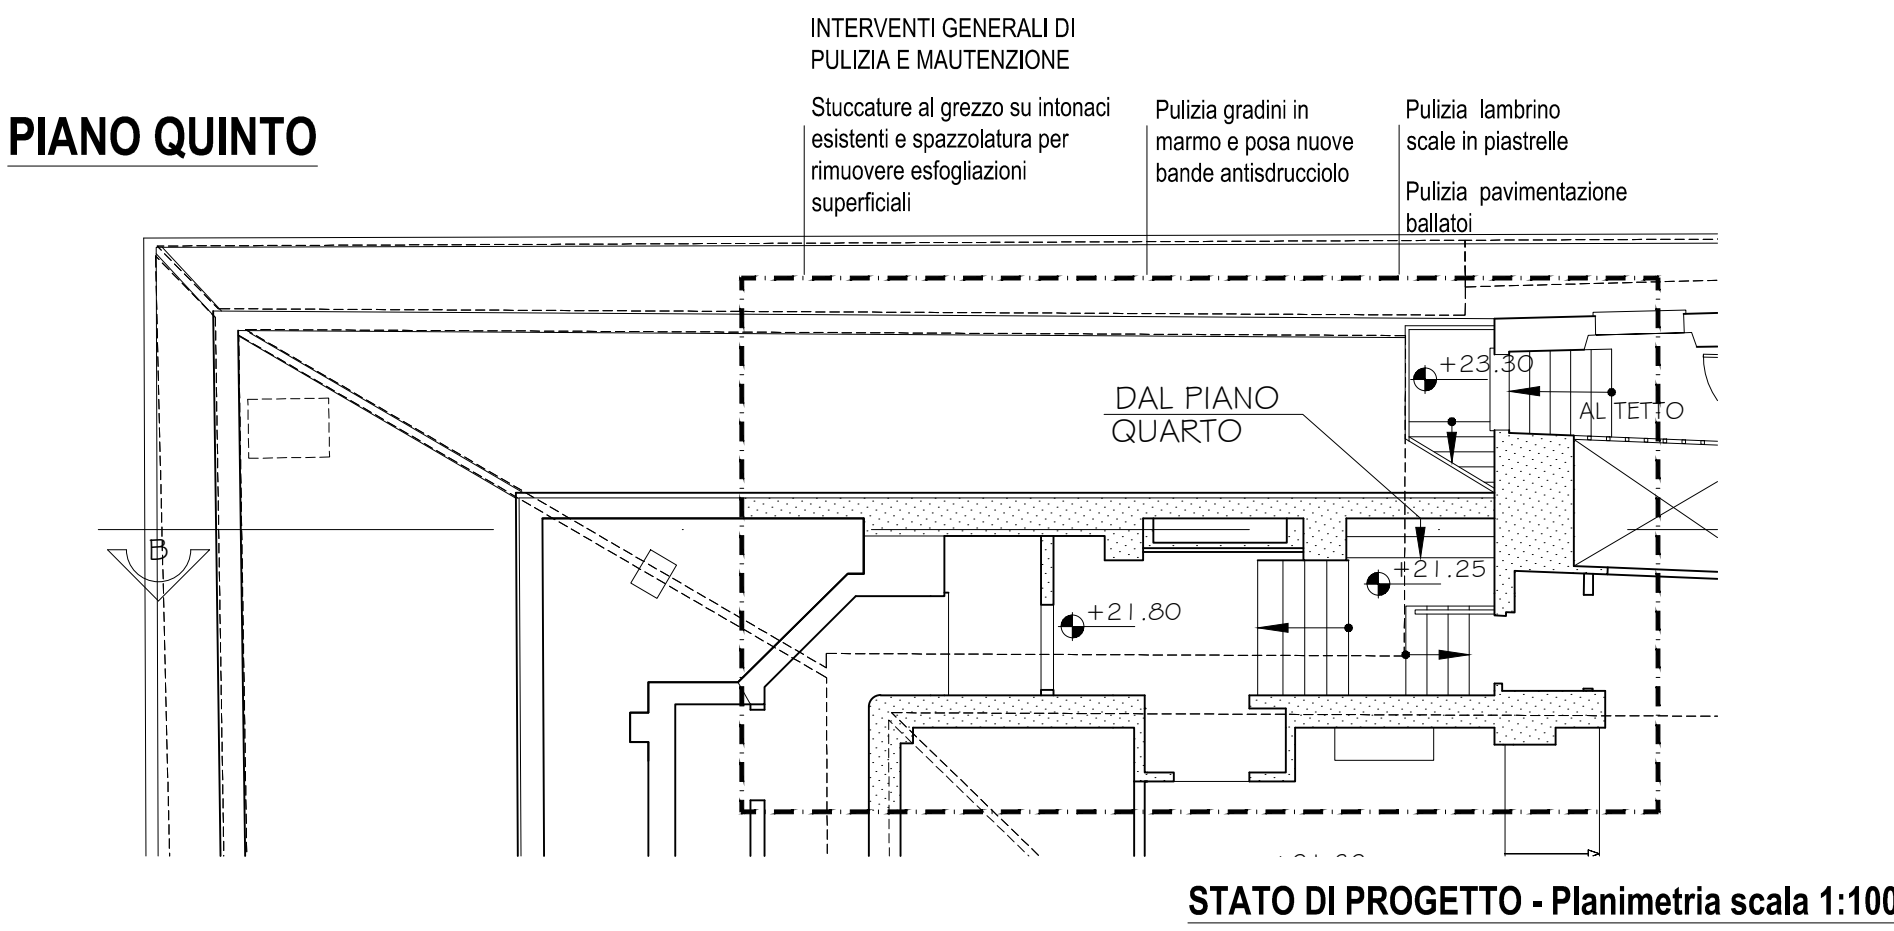 INTERVENTI GENERALI DI
PULIZIA E MAUTENZIONE
PIANO QUINTO
Stuccature al grezzo su intonaci
esistenti e spazzolatura per
rimuovere esfogliazioni
superficiali
Pulizia gradini in
marmo e posa nuove
bande antisdrucciolo
Pulizia lambrino
scale in piastrelle
Pulizia pavimentazione
ballatoi
+23.30
AL TETTO
DAL PIANO
QUARTO
B
+21.25
+21.80
STATO DI PROGETTO - Planimetria scala 1:100